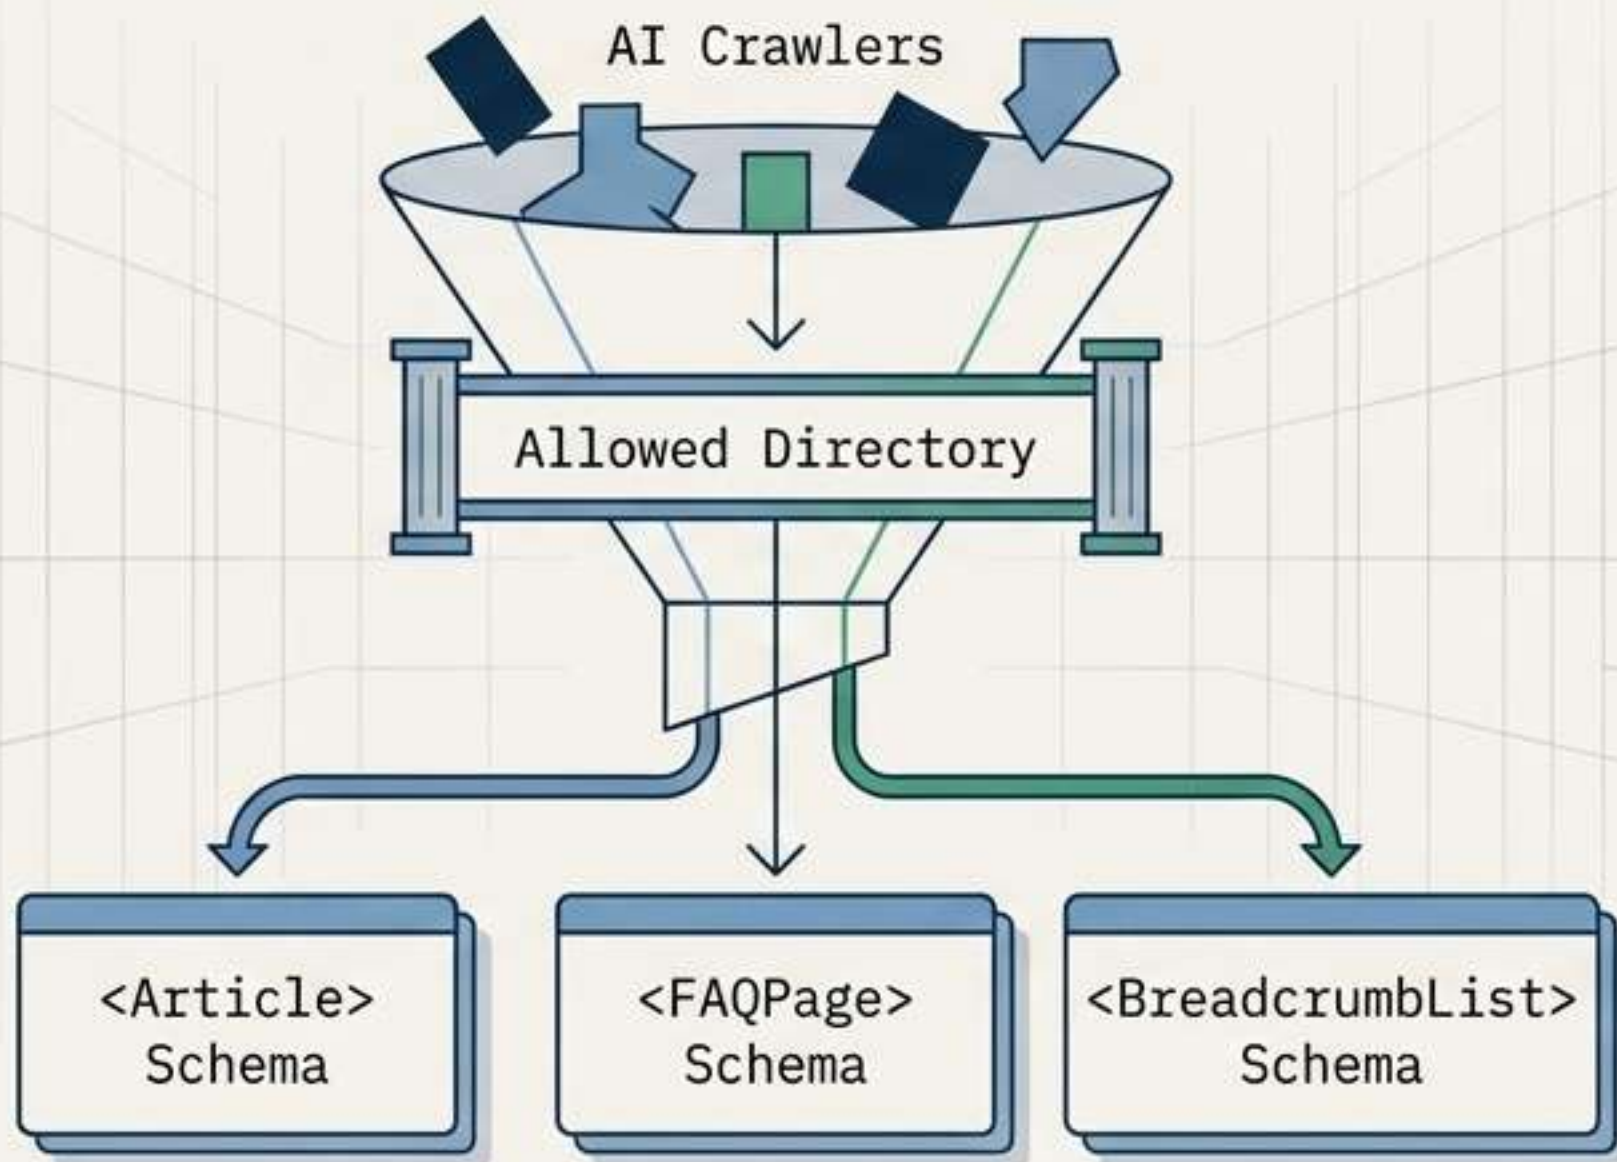 AI Crawlers
Allowed Directory
<Article>
Schema
<FAQPage>
Schema
<BreadcrumbList>
Schema